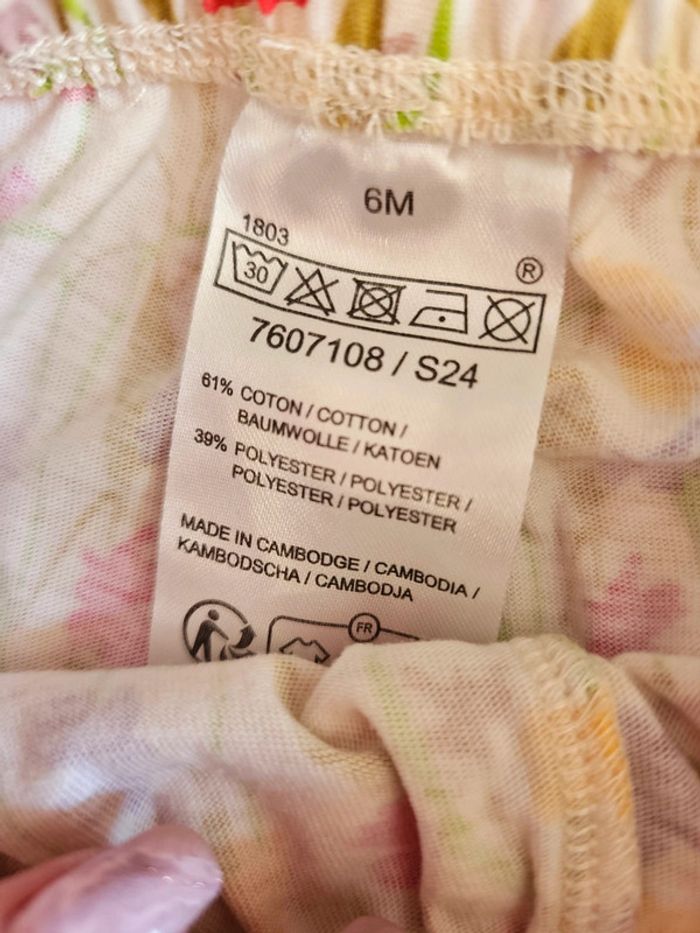 6M
1803
®
30
7607108 / S24
61% COTON / COTTON /
BAUMWOLLE / KATOEN
39% POLYESTER / POLYESTER /
POLYESTER / POLYESTER
MADE IN CAMBODGE / CAMBODIA /
KAMBODSCHA / CAMBODJA
FR